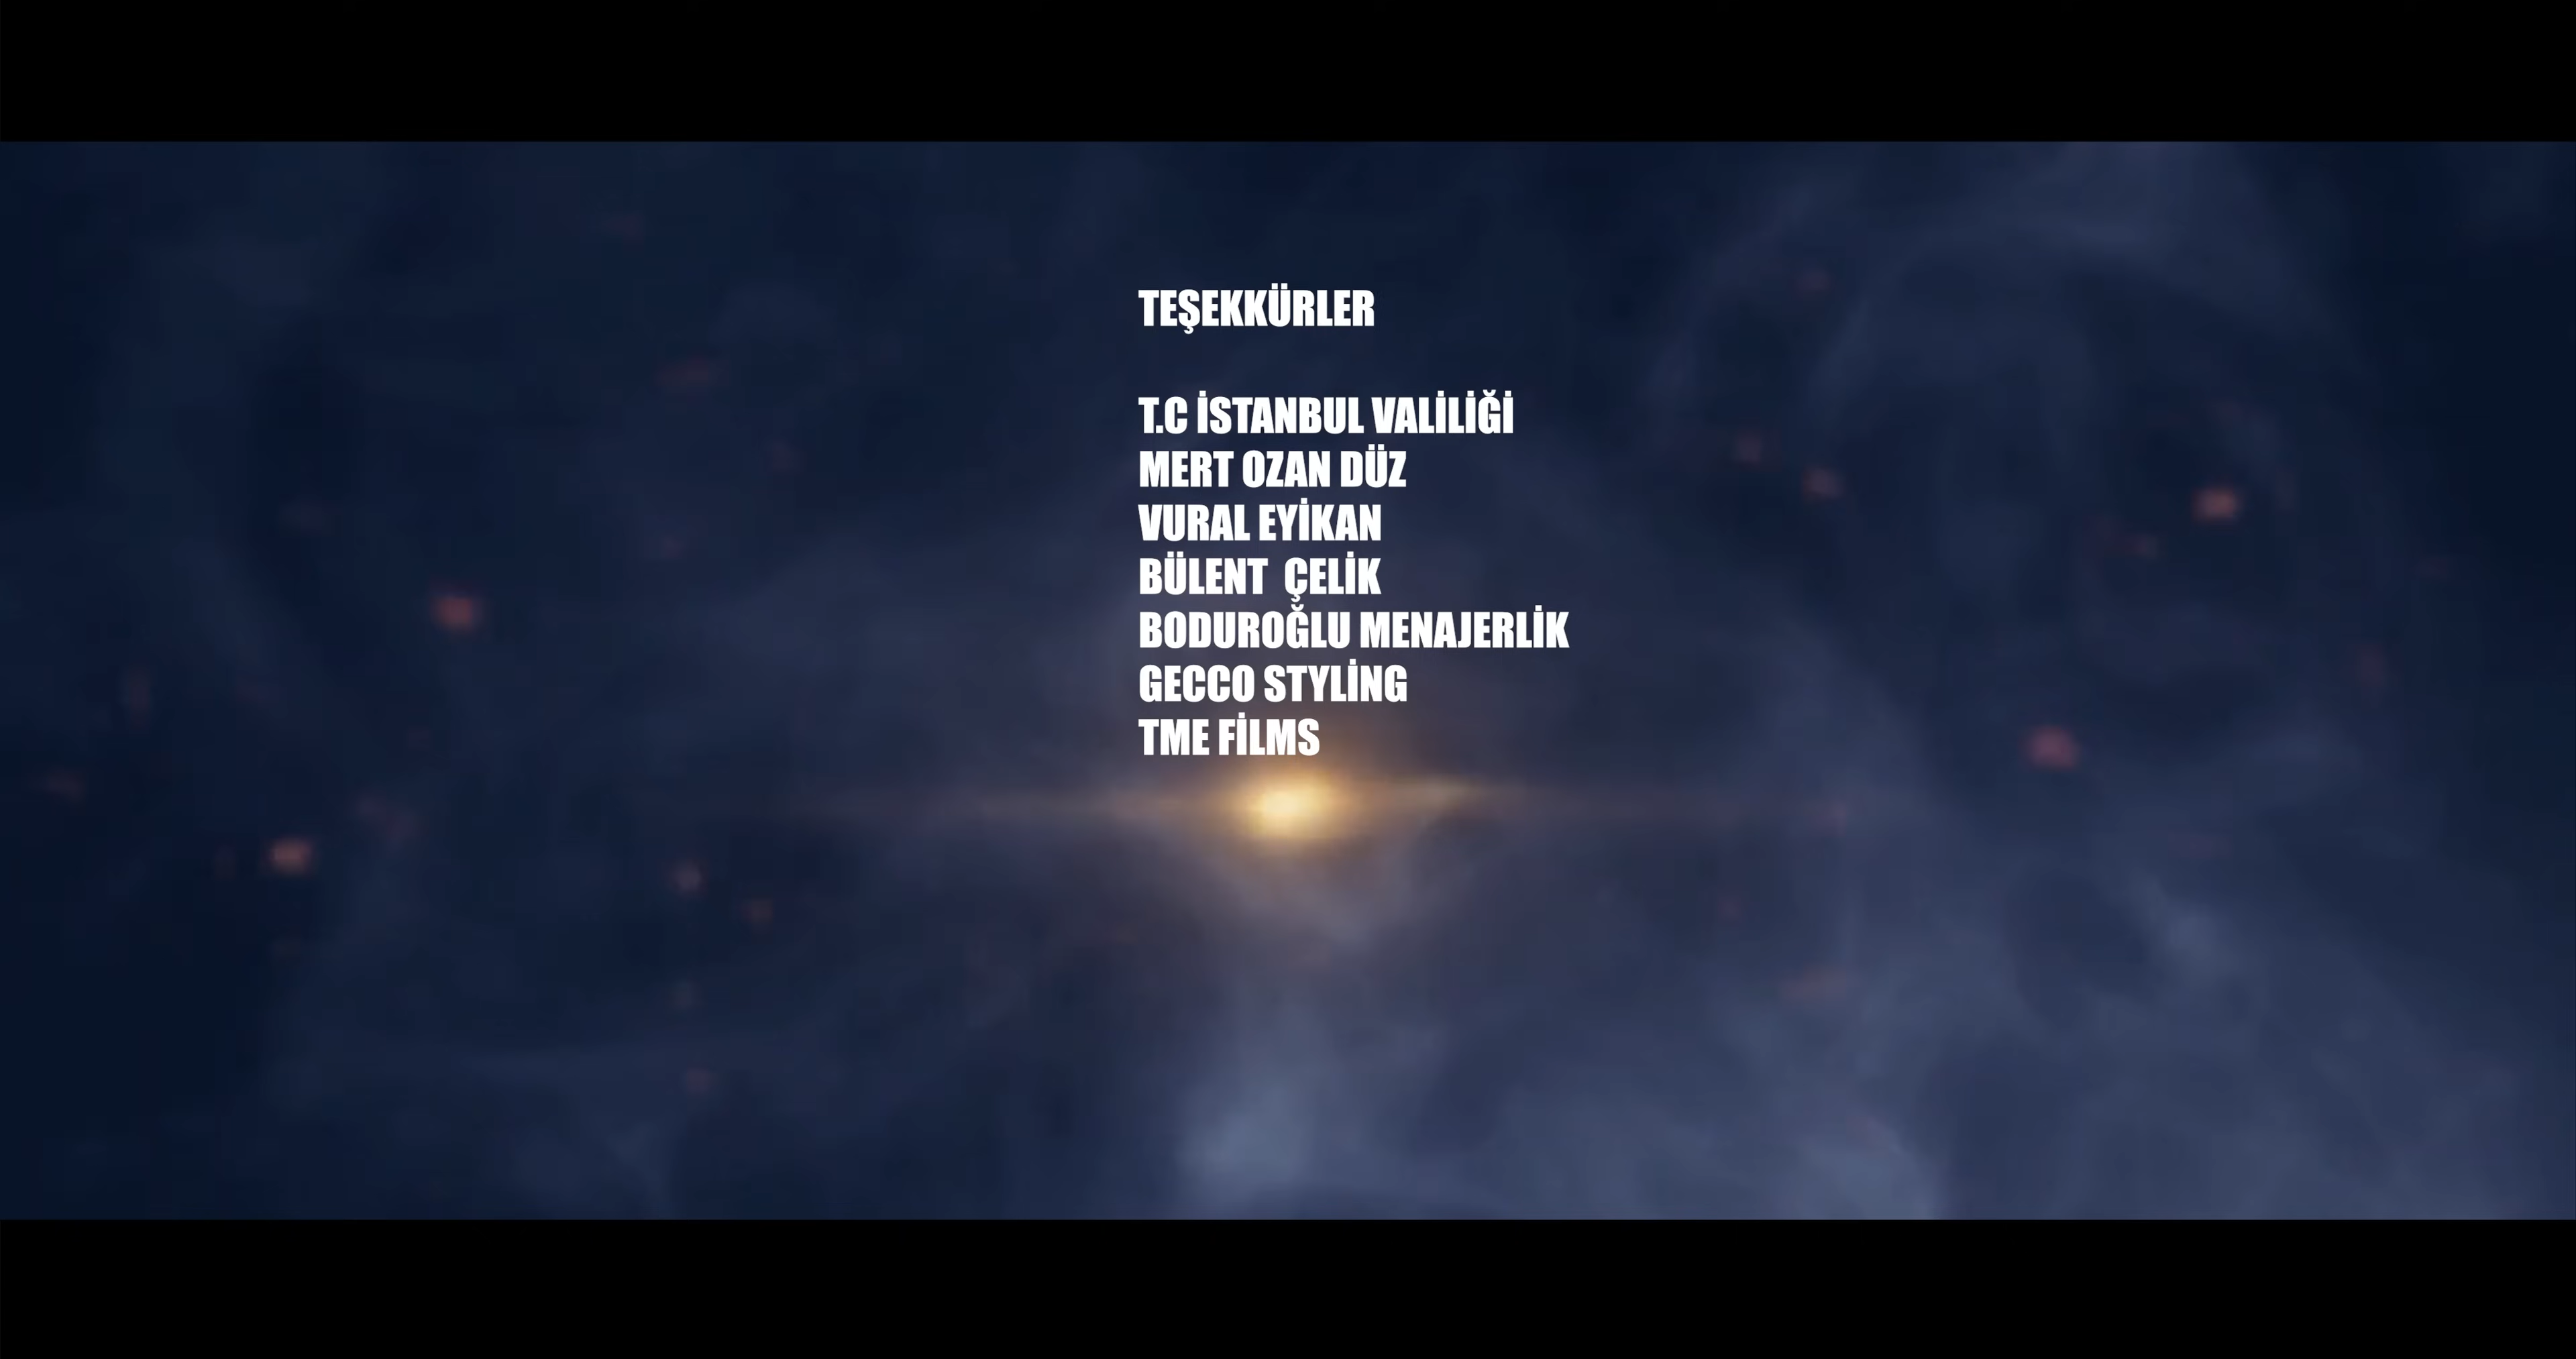 TEŞEKKÜRLER
T.C İSTANBUL VALİLİĞİ
MERT OZAN DÜZ
VURAL EYİKAN
BÜLENT  ÇELİK
BODUROĞLU MENAJERLİK
GECCO STYLİNG
TME FİLMS